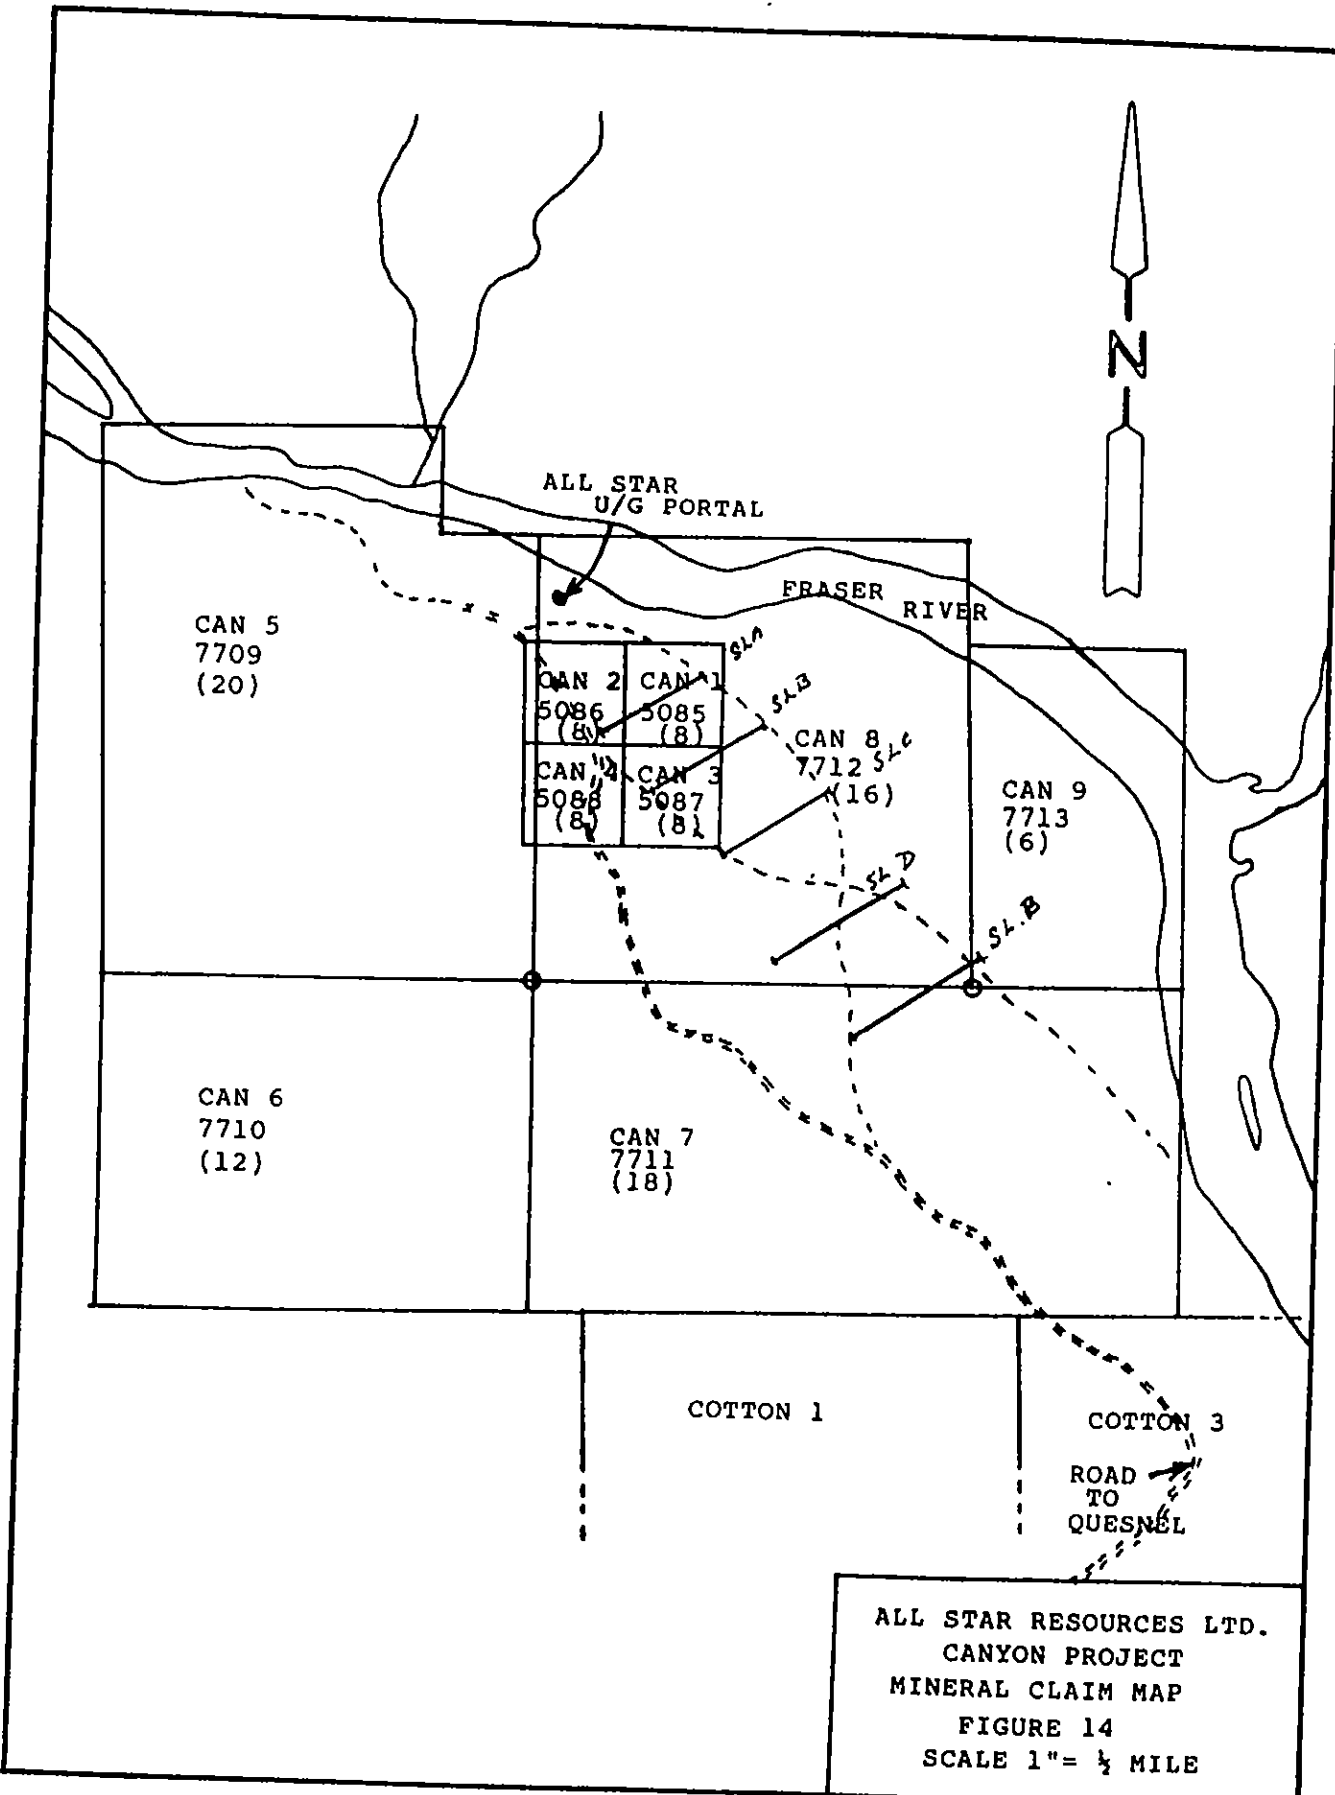 N
ALL STAR
U/G PORTAL
FRASER
RIVER
CAN 5
7709
(20)
SLA
CAN 2
5086
(8)
CAN 1
5085
(8)
SLB
CAN 8
7712
(16)
SLC
CAN 4
5088
(8)
CAN 3
5087
(8)
CAN 9
7713
(6)
SL D
SL.B
CAN 6
7710
(12)
CAN 7
7711
(18)
COTTON 1
COTTON 3
ROAD
TO
QUESNEL
ALL STAR RESOURCES LTD.
CANYON PROJECT
MINERAL CLAIM MAP
FIGURE 14
SCALE 1"= ½ MILE